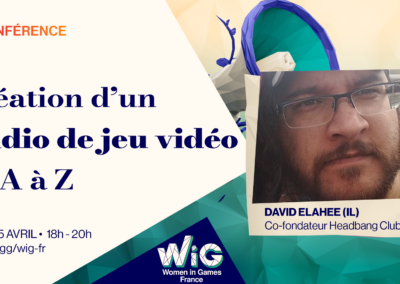 NFÉRENCE
éation d'un
dio de jeu vidéo
A à Z
5 AVRIL • 18h - 20h
gg/wig-fr
DAVID ELAHEE (IL)
Co-fondateur Headbang Club
WiG
Women in Games
France